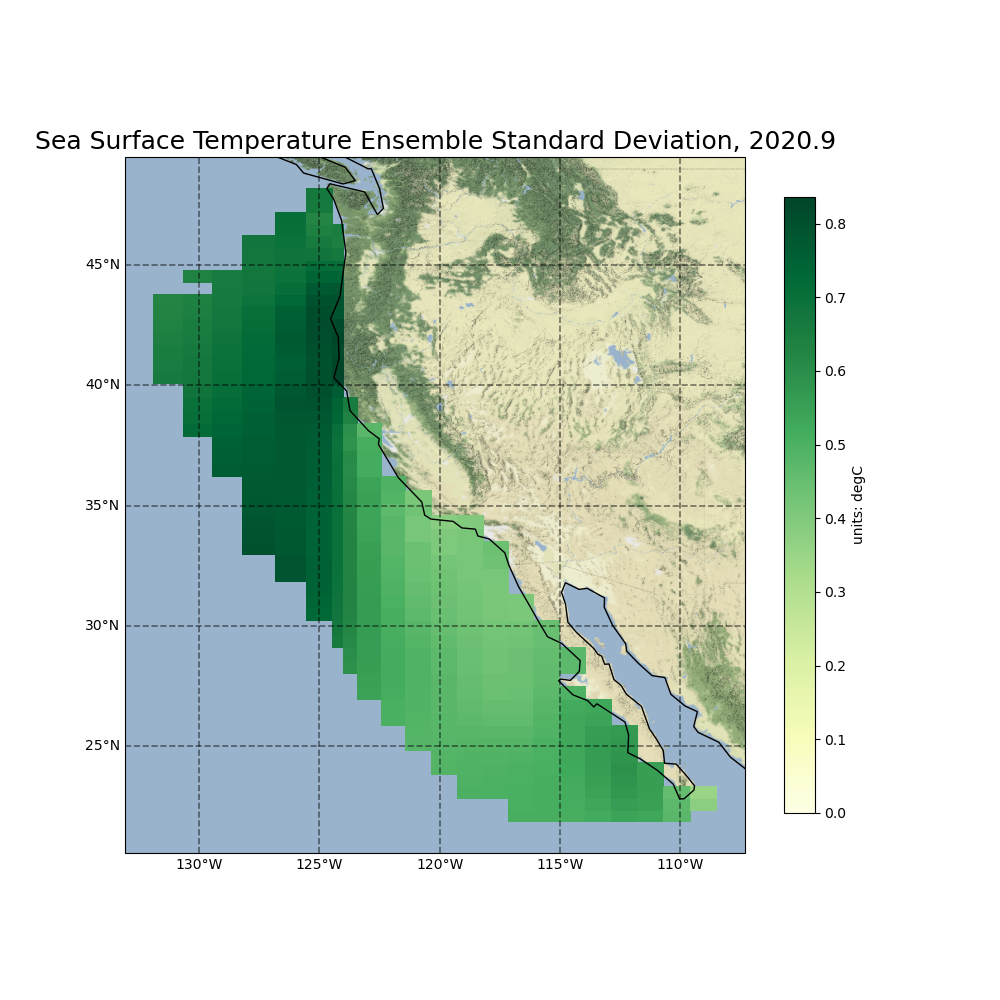 Sea Surface Temperature Ensemble Standard Deviation, 2020.9
45°N
40°N
35°N
30°N
25°N
130°W 125°W 120°W 115°W 110°W
0.8
0.7
0.6
0.5
0.4
0.3
0.2
0.1
0.0
units: degC